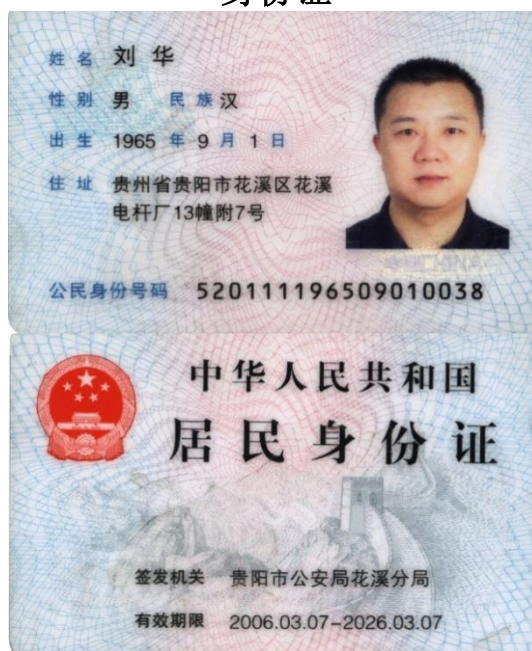 姓 名 刘 华
性 别 男 民 族 汉
出 生 1965 年 9 月 1 日
住 址 贵州省贵阳市花溪区花溪
电杆厂13幢附7号
公民身份号码 520111196509010038
中华人民共和国
居民身份证
签发机关 贵阳市公安局花溪分局
有效期限 2006.03.07-2026.03.07